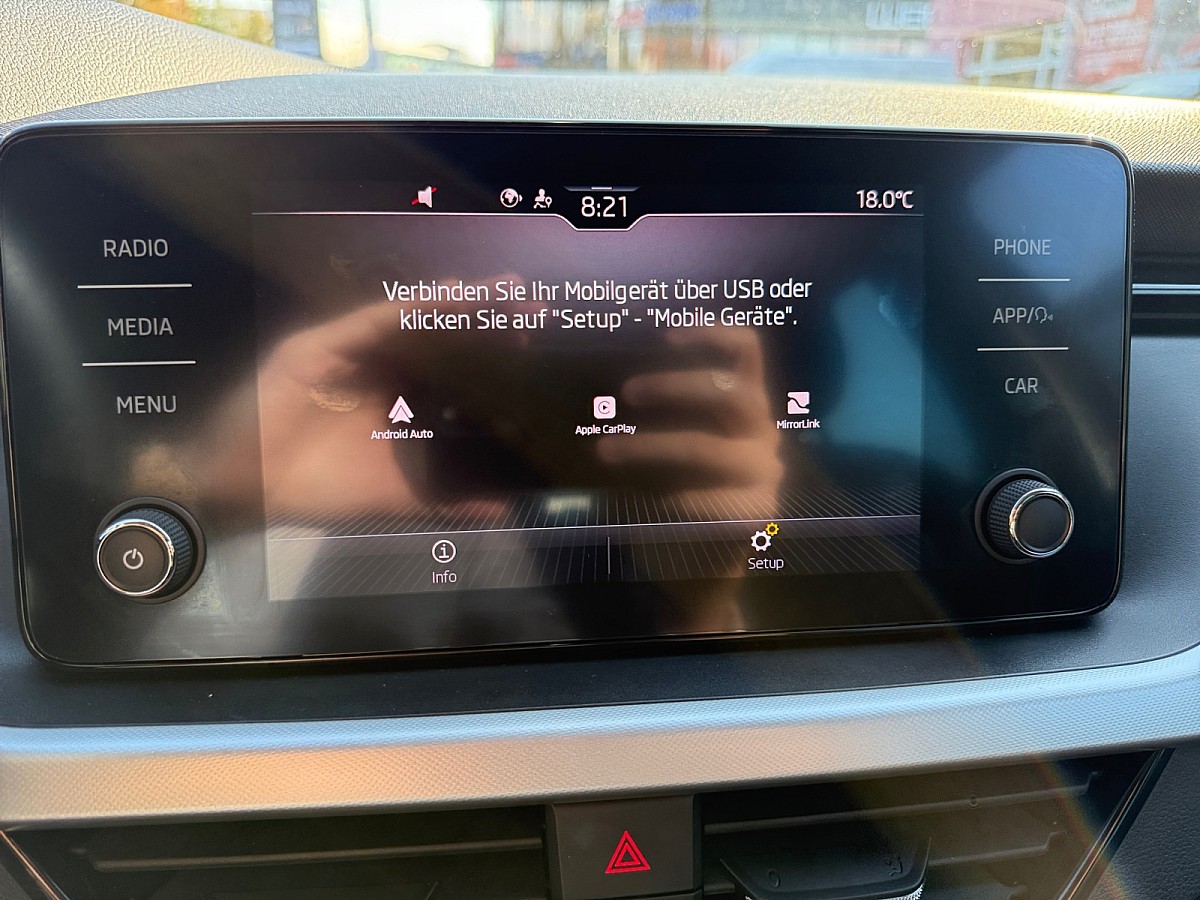 8:21
18.0°C
RADIO
MEDIA
MENU
Verbinden Sie Ihr Mobilgerät über USB oder
klicken Sie auf "Setup" - "Mobile Geräte".
Android Auto
Apple CarPlay
MirrorLink
Info
Setup
PHONE
APP/
CAR